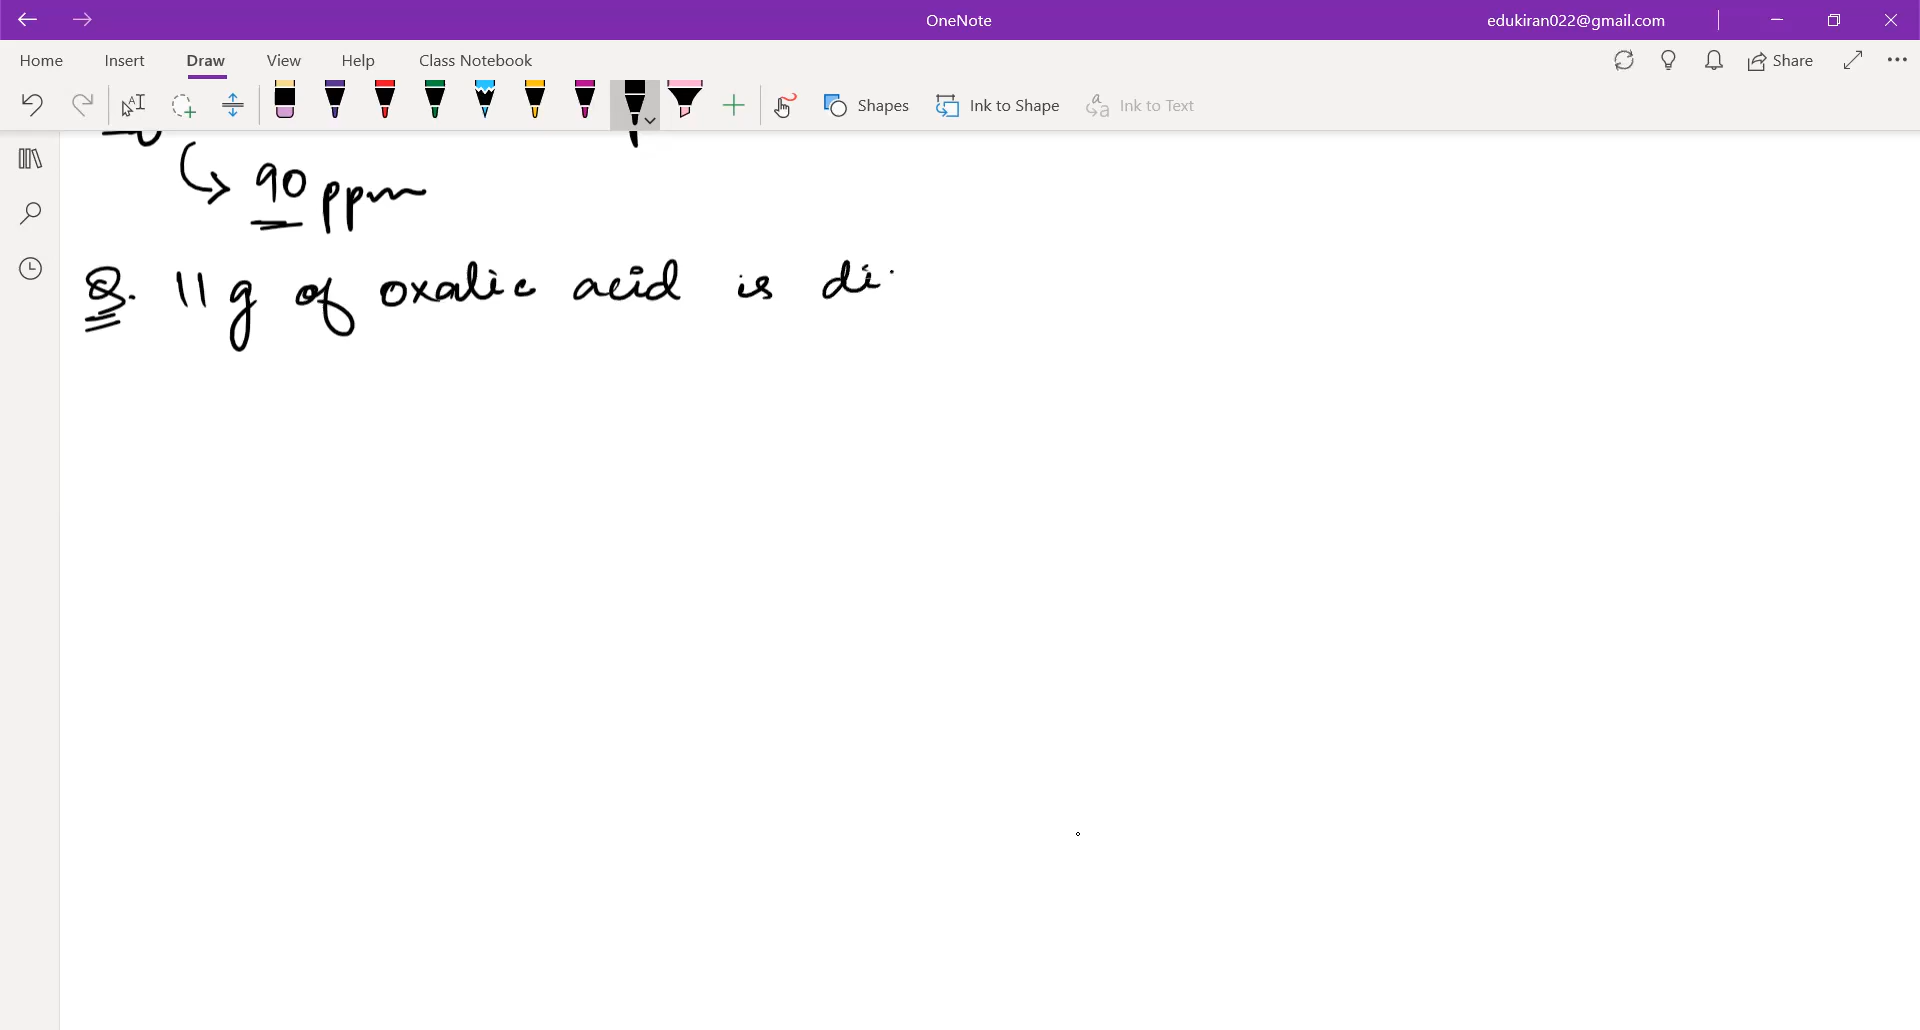 OneNote
edukiran022@gmail.com
Home Insert Draw View Help Class Notebook Share
Shapes Ink to Shape Ink to Text
90 ppm
Q. 11 g of oxalic acid is di